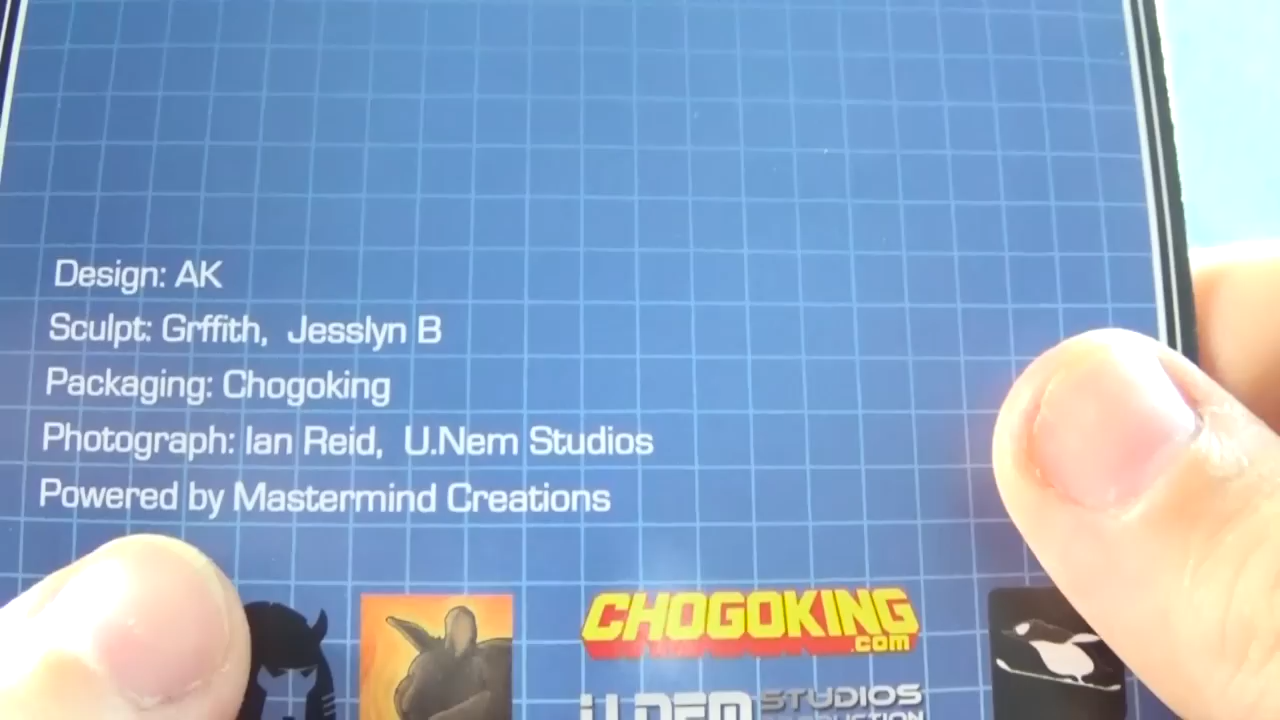 Design: AK
Sculpt: Grffith, Jesslyn B
Packaging: Chogoking
Photograph: Ian Reid, U.Nem Studios
Powered by Mastermind Creations
CHOGOKING
.com
STUDIOS